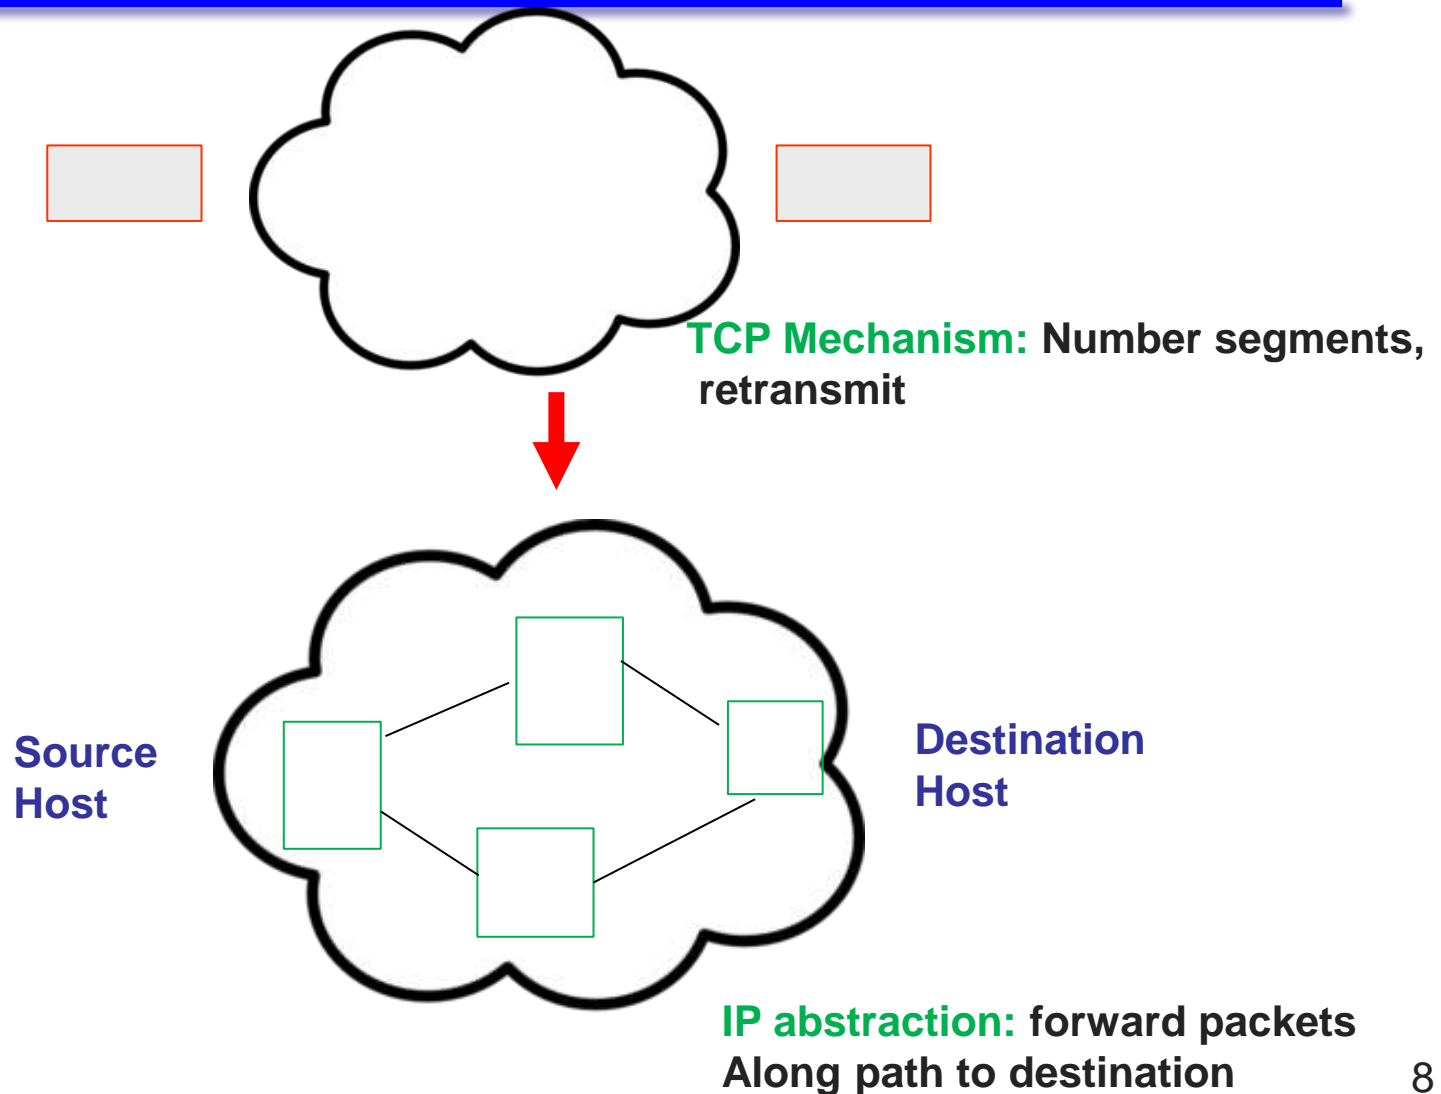 TCP Mechanism: Number segments,
retransmit
Source
Host
Destination
Host
IP abstraction: forward packets
Along path to destination
8